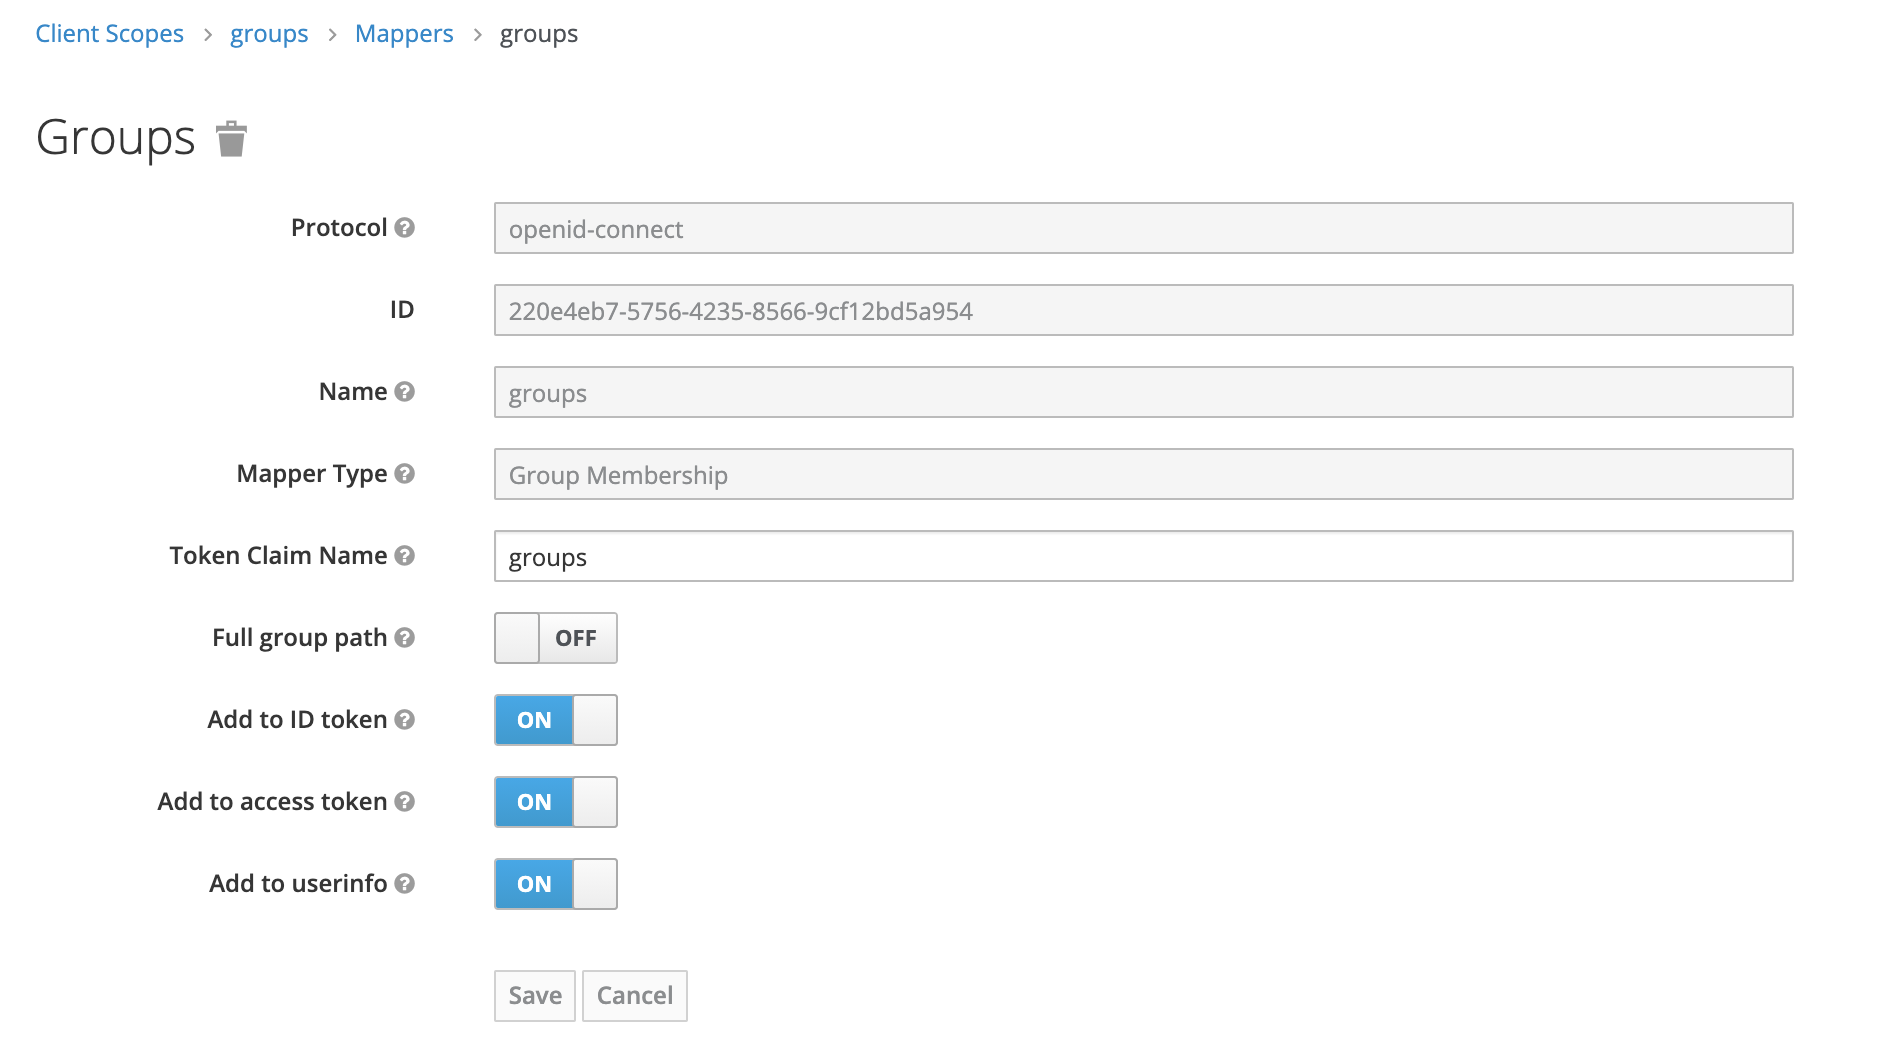 Client Scopes > groups > Mappers > groups
Groups
Protocol ? openid-connect
ID 220e4eb7-5756-4235-8566-9cf12bd5a954
Name ? groups
Mapper Type ? Group Membership
Token Claim Name ? groups
Full group path ? OFF
Add to ID token ? ON
Add to access token ? ON
Add to userinfo ? ON
Save Cancel